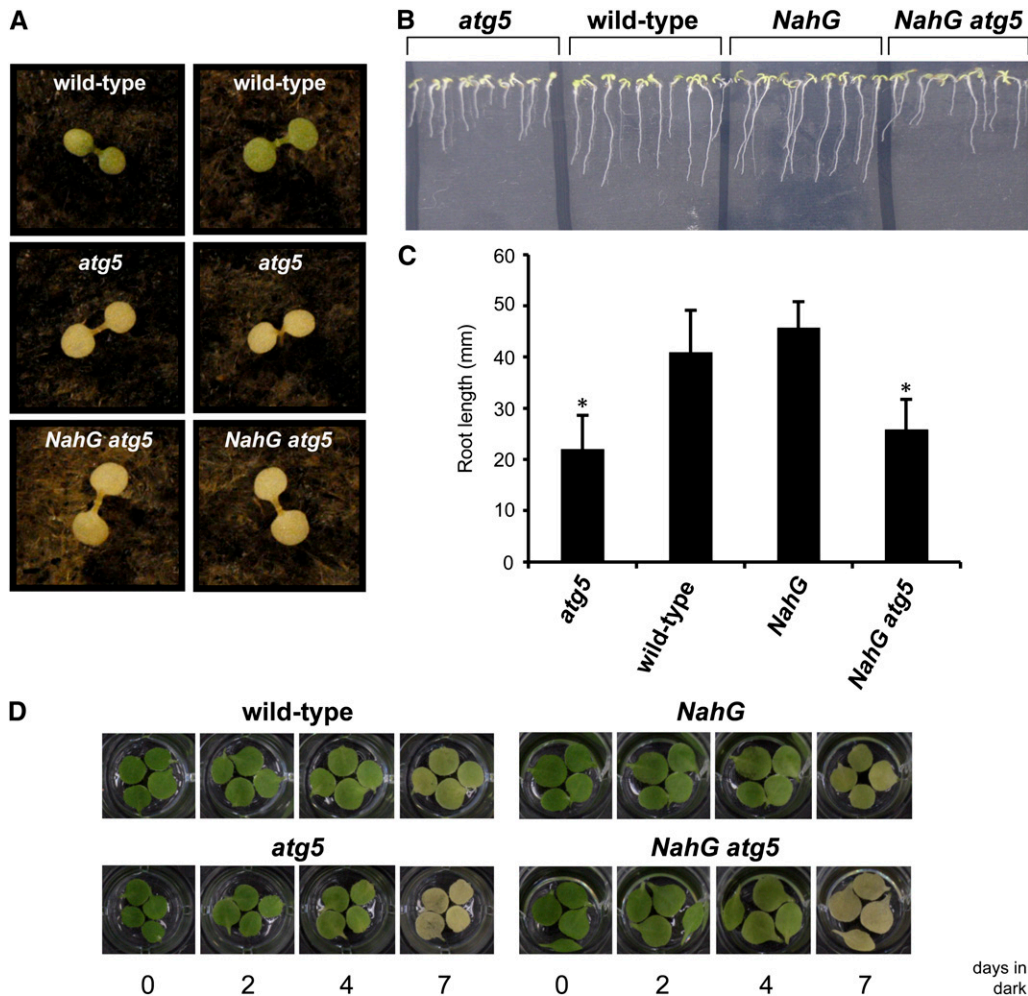 A
wild-type wild-type
atg5 atg5
NahG atg5 NahG atg5
B
atg5 wild-type NahG NahG atg5
C
60
50
40
30
20
10
0
Root length (mm)
* *
atg5 wild-type NahG NahG atg5
D
wild-type NahG
atg5 NahG atg5
0 2 4 7 0 2 4 7 days in
dark